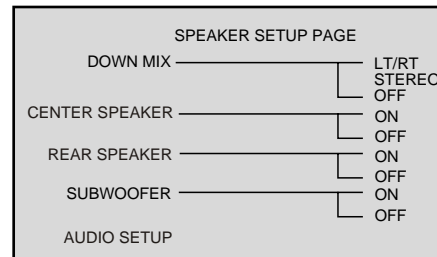 SPEAKER SETUP PAGE
DOWN MIX LT/RT
STEREO
OFF
CENTER SPEAKER ON
OFF
REAR SPEAKER ON
OFF
SUBWOOFER ON
OFF
AUDIO SETUP